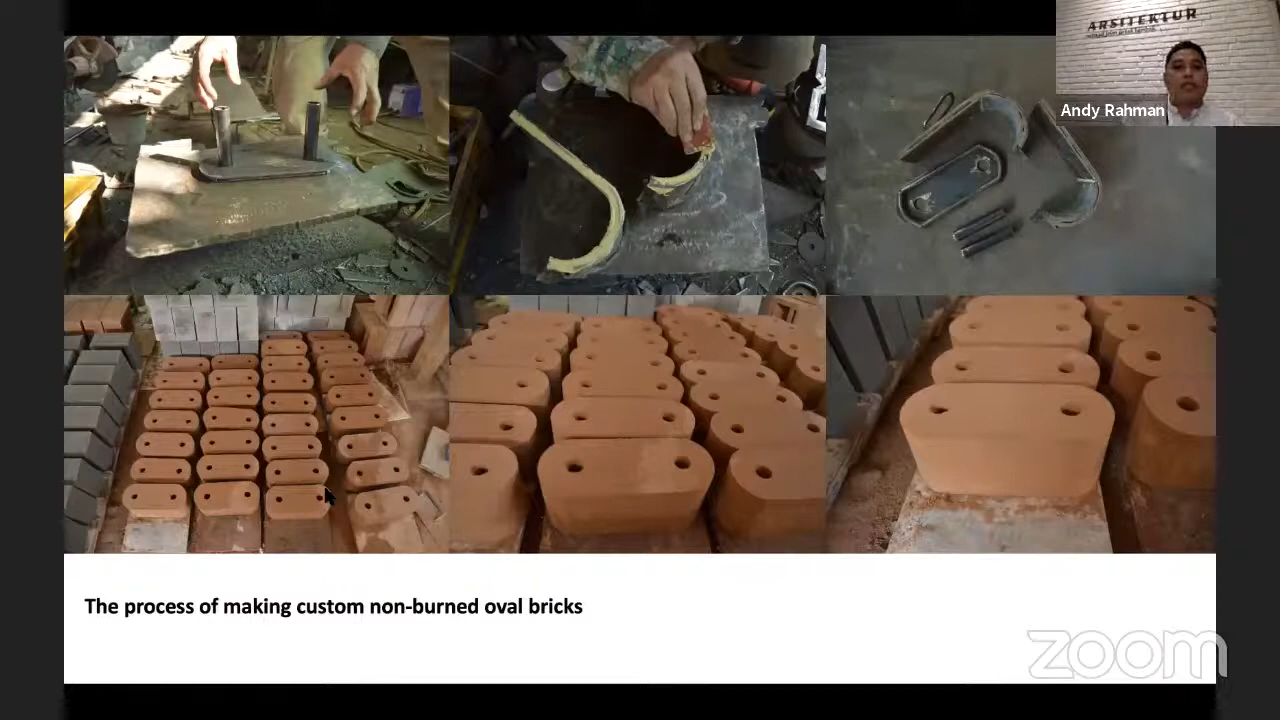 ARSITEKTUR
Andy Rahman
The process of making custom non-burned oval bricks
zoom